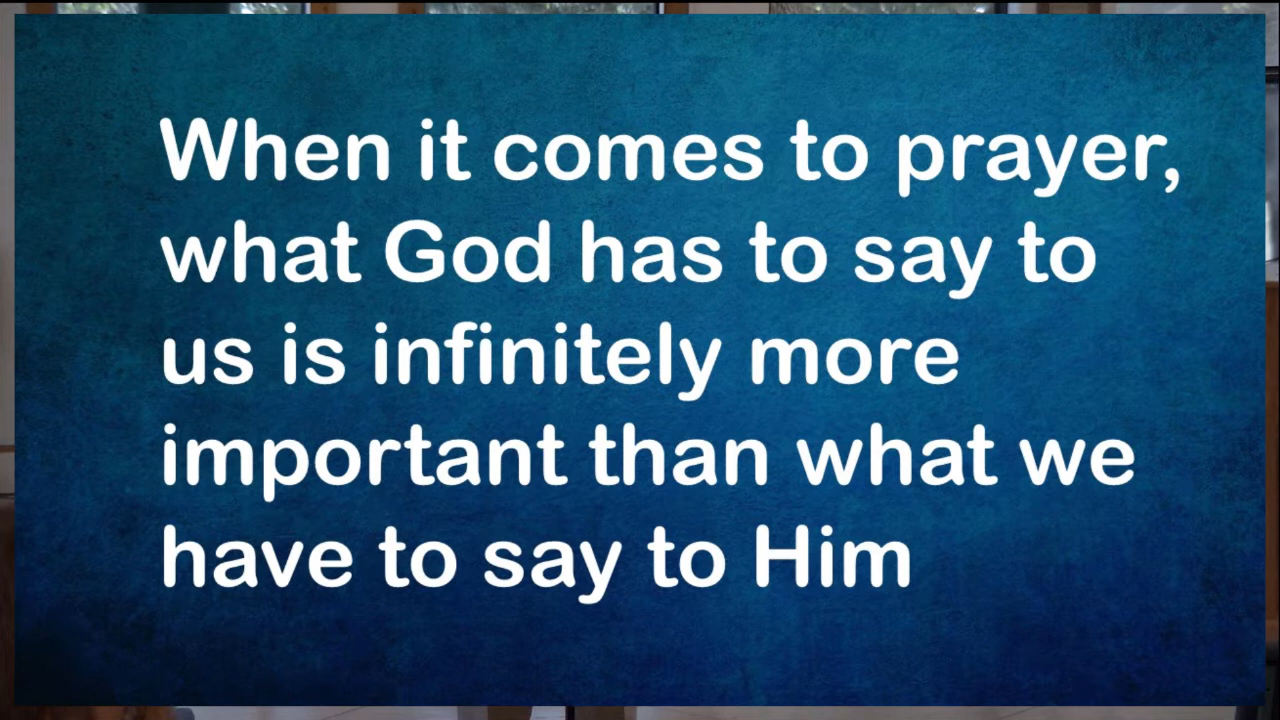 When it comes to prayer,
what God has to say to
us is infinitely more
important than what we
have to say to Him